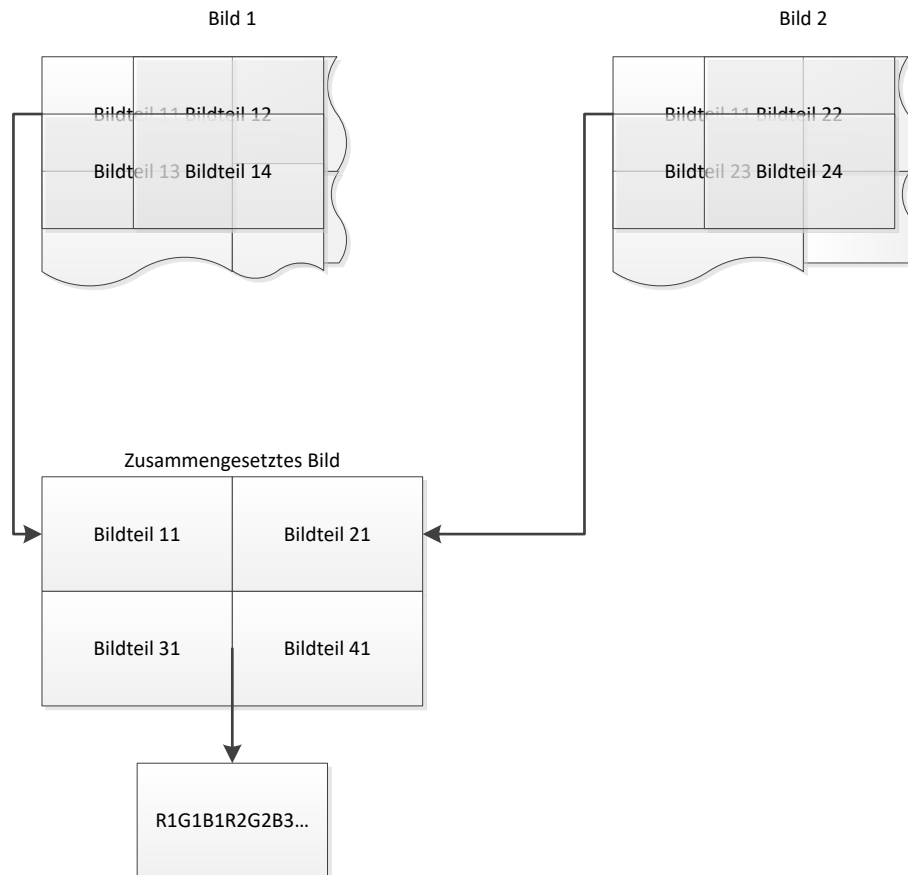 Bild 1
Bild 2
Bildteil 11 Bildteil 12
Bildteil 11 Bildteil 22
Bildteil 13 Bildteil 14
Bildteil 23 Bildteil 24
Zusammengesetztes Bild
Bildteil 11
Bildteil 21
Bildteil 31
Bildteil 41
R1G1B1R2G2B3...